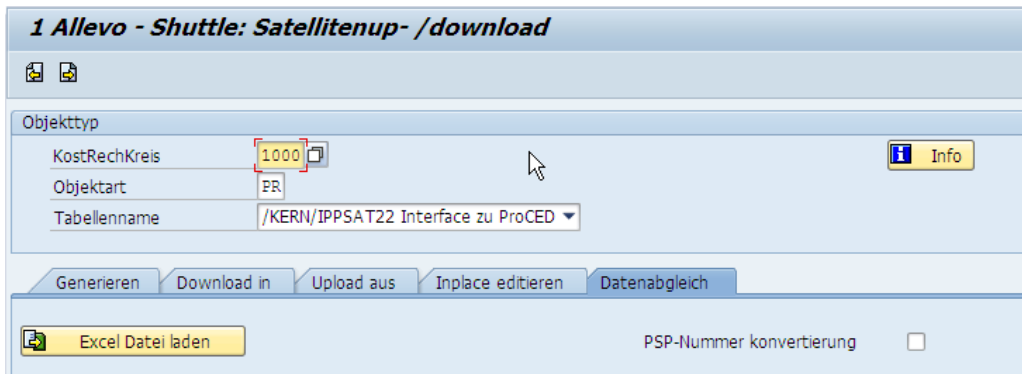 1 Allevo - Shuttle: Satellitenup- /download
Objekttyp
KostRechKreis 1000 Info
Objektart PR
Tabellenname /KERN/IPPSAT22 Interface zu ProCED
Generieren Download in Upload aus Inplace editieren Datenabgleich
Excel Datei laden PSP-Nummer konvertierung